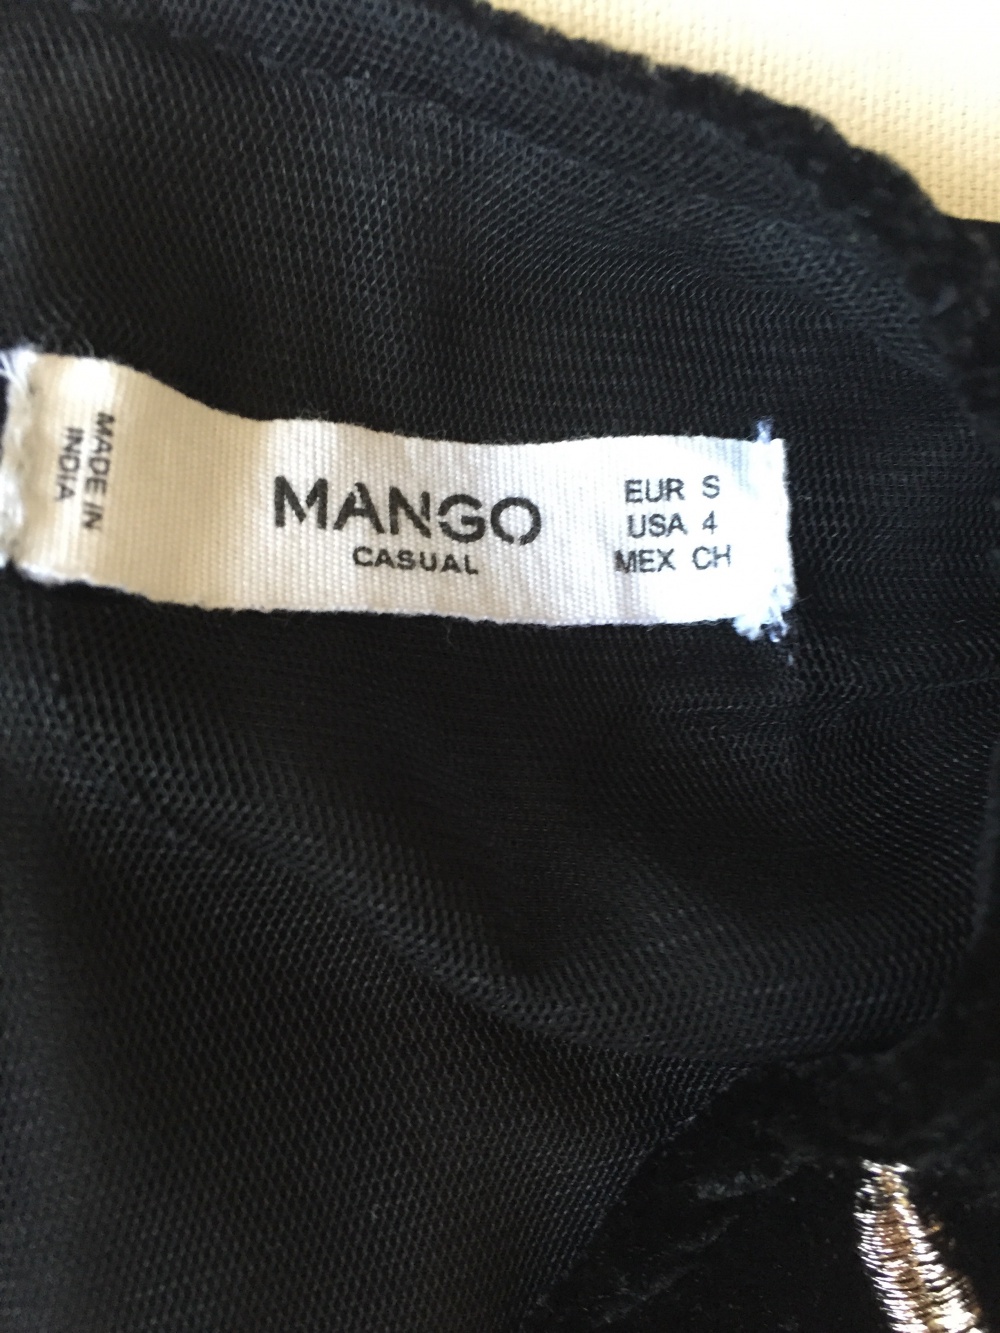 MADE IN
INDIA
MANGO
CASUAL
EUR S
USA 4
MEX CH